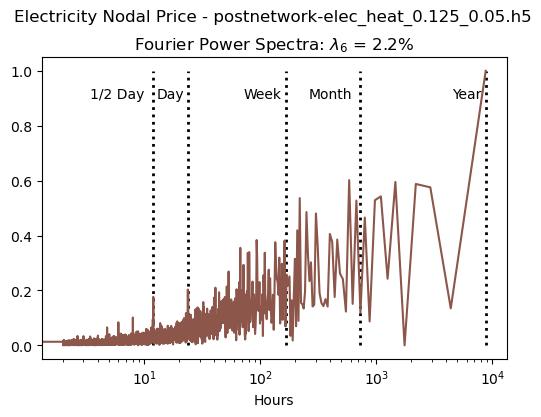 Electricity Nodal Price - postnetwork-elec_heat_0.125_0.05.h5
Fourier Power Spectra: λ₆ = 2.2%
1.0
0.8
0.6
0.4
0.2
0.0
1/2 Day Day Week Month Year
10¹ 10² 10³ 10⁴
Hours